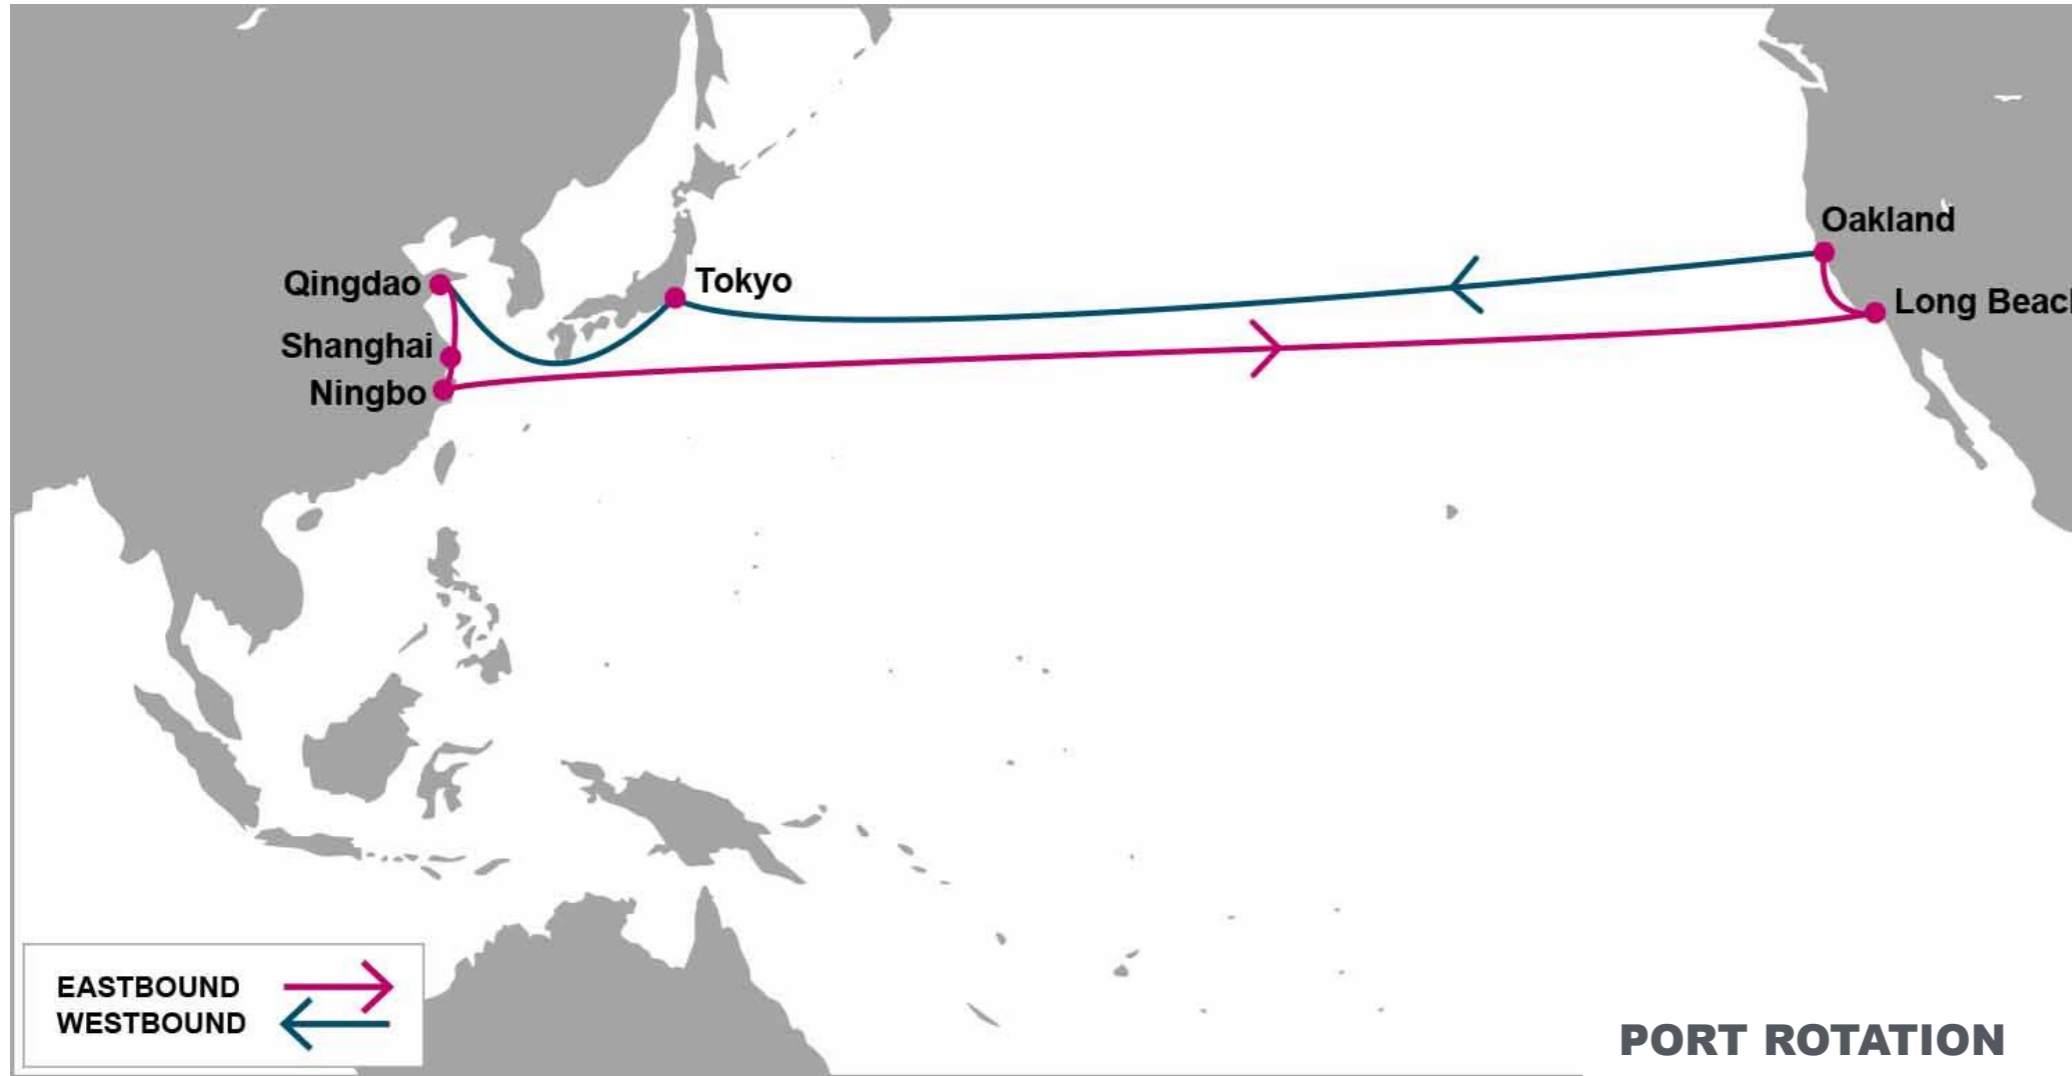 Oakland
Qingdao
Tokyo
Long Beac
Shanghai
Ningbo
EASTBOUND
WESTBOUND
PORT ROTATION